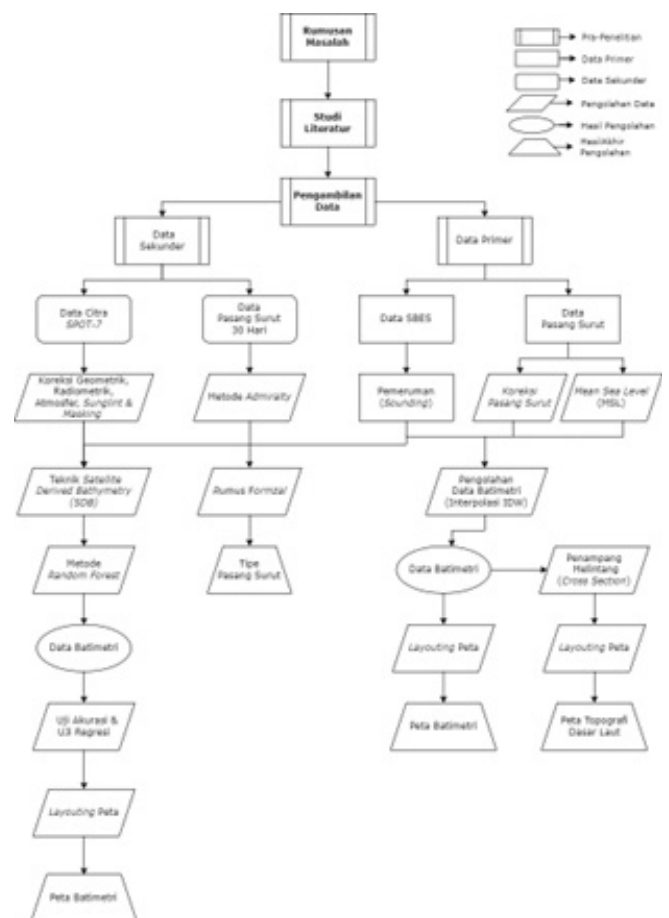 Rumusan
Masalah
Pra-Penelitian
Data Primer
Data Sekunder
Pengolahan Data
Hasil Pengolahan
Hasil Akhir
Pengolahan
Studi
Literatur
Pengambilan
Data
Data
Sekunder
Data Primer
Data Citra
SPOT-7
Data
Pasang Surut
30 Hari
Data SBES
Data
Pasang Surut
Koreksi Geometrik,
Radiometrik,
Atmosfer, Sunglint &
Masking
Metode Admiralty
Pemeruman
(Sounding)
Koreksi
Pasang Surut
Mean Sea Level
(MSL)
Teknik Satellite
Derived Bathymetry
(SDB)
Rumus Formzal
Pengolahan
Data Batimetri
(Interpolasi IDW)
Metode
Random Forest
Tipe
Pasang Surut
Data Batimetri
Penampang
Melintang
(Cross Section)
Data Batimetri
Layouting Peta
Layouting Peta
Uji Akurasi &
Regresi
Peta Batimetri
Peta Topografi
Dasar Laut
Layouting Peta
Peta Batimetri